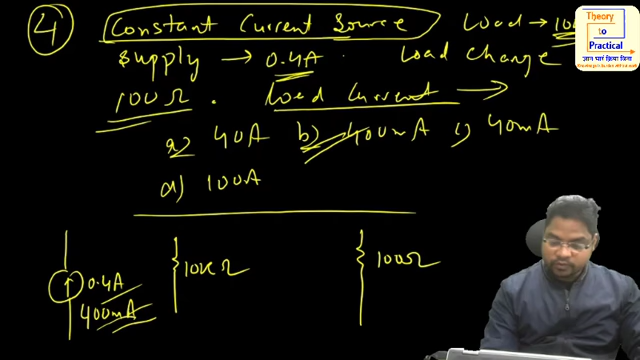 4) Constant Current Source Load → 100
supply → 0.4A. Load Change
100Ω. Load Current →
a) 40A b) 400mA c) 40mA
d) 100A
0.4A
400mA
10KΩ
100Ω
Theory
to
Practical
ज्ञान पारं क्रिया बिना